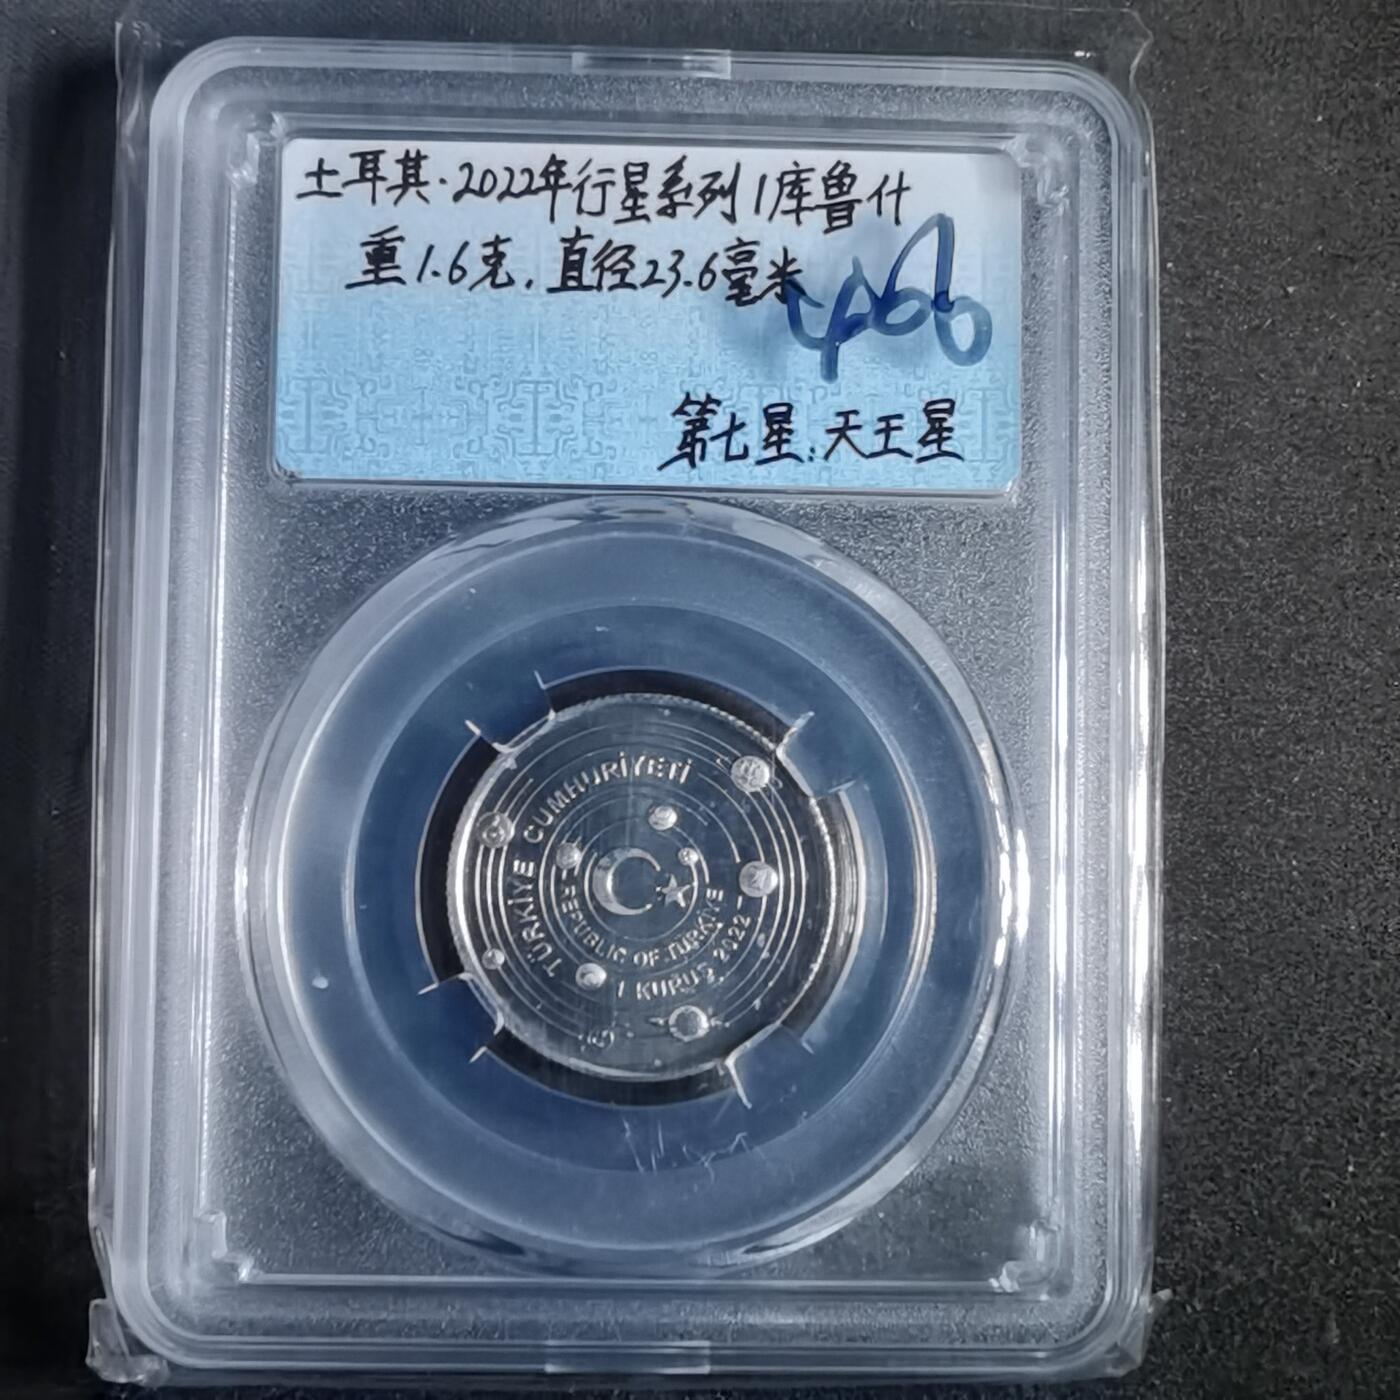 土耳其·2022年行星系列1库鲁什
重1.6克.直径23.6毫米
第七星:天王星
TÜRKİYE CUMHURİYETİ
REPUBLIC OF TÜRKİYE
1 KURUŞ 2022